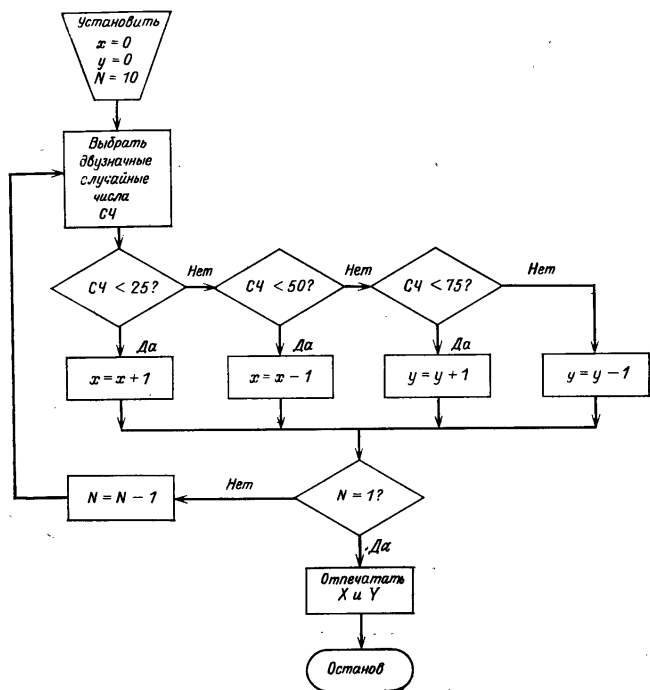 Установить
x = 0
y = 0
N = 10
Выбрать
двузначные
случайные
числа
СЧ
СЧ < 25?
Нет
СЧ < 50?
Нет
СЧ < 75?
Нет
Да
Да
Да
x = x + 1
x = x − 1
y = y + 1
y = y − 1
N = N − 1
Нет
N = 1?
Да
Отпечатать
X и Y
Останов